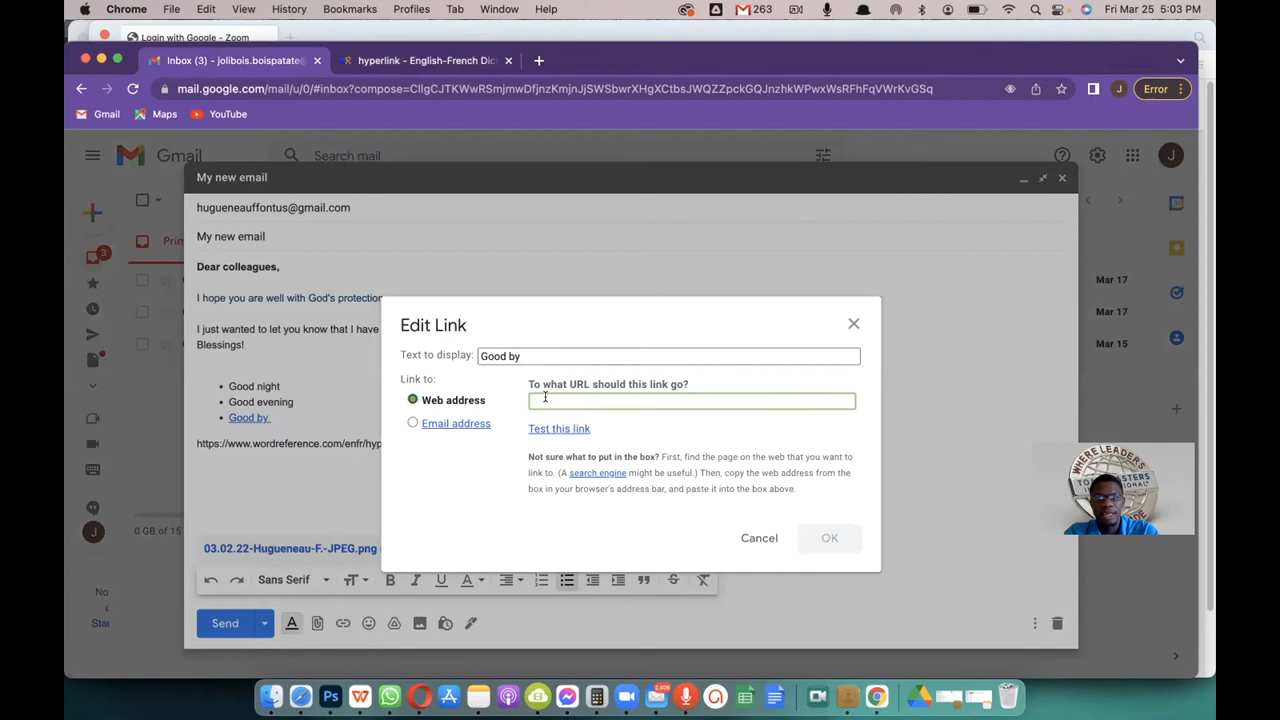 Chrome File Edit View History Bookmarks Profiles Tab Window Help 263 Fri Mar 25 5:03 PM
Login with Google - Zoom
Inbox (3) - jolibois.boispatate@ hyperlink - English-French Dic
mail.google.com/mail/u/0/#inbox?compose=CllgCJTKWwRSmjmwDfjnzKmjnJjSWSbwrXHgXCtbsJWQZZpckGQJnzhkWPwxWsRFhFqVWrKvGSq J Error
Gmail Maps YouTube
Gmail Search mail J
My new email
hugueneauffontus@gmail.com
My new email
3 Prim
Dear colleagues,
I hope you are well with God's protection
Mar 17
I just wanted to let you know that I have
Mar 17
Blessings!
Mar 15
Good night
Good evening
Good by
https://www.wordreference.com/enfr/hyp
Edit Link
Text to display: Good by
Link to: To what URL should this link go?
Web address
Email address Test this link
Not sure what to put in the box? First, find the page on the web that you want to
link to. (A search engine might be useful.) Then, copy the web address from the
box in your browser's address bar, and paste it into the box above.
Cancel OK
WHERE LEADERS
J
0 GB of 15
03.02.22-Hugueneau-F.-JPEG.png
Sans Serif
No
Star
Send
2,406